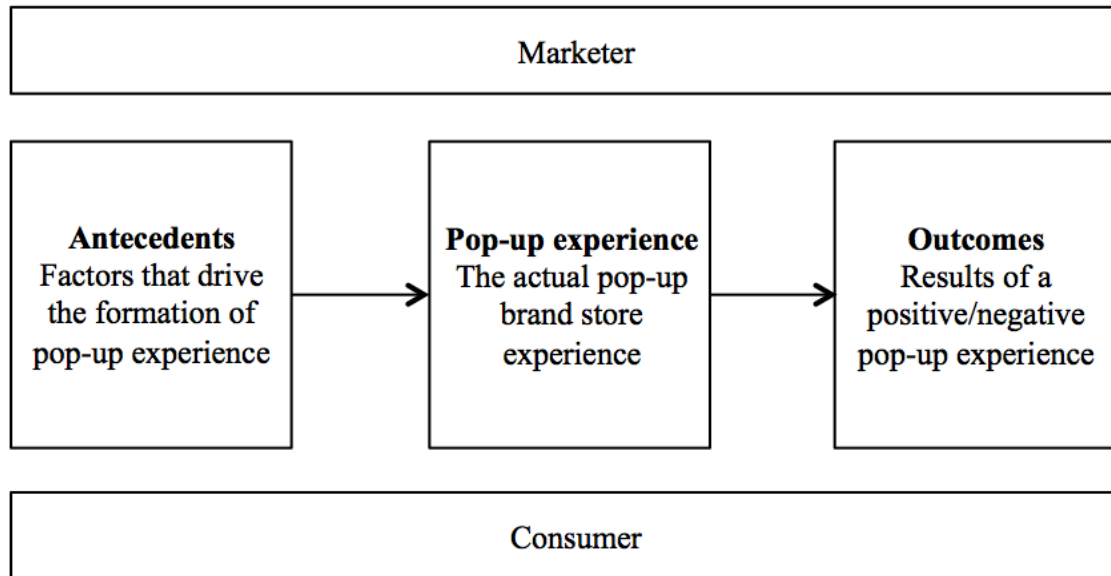 Marketer
Antecedents
Factors that drive
the formation of
pop-up experience
Pop-up experience
The actual pop-up
brand store
experience
Outcomes
Results of a
positive/negative
pop-up experience
Consumer